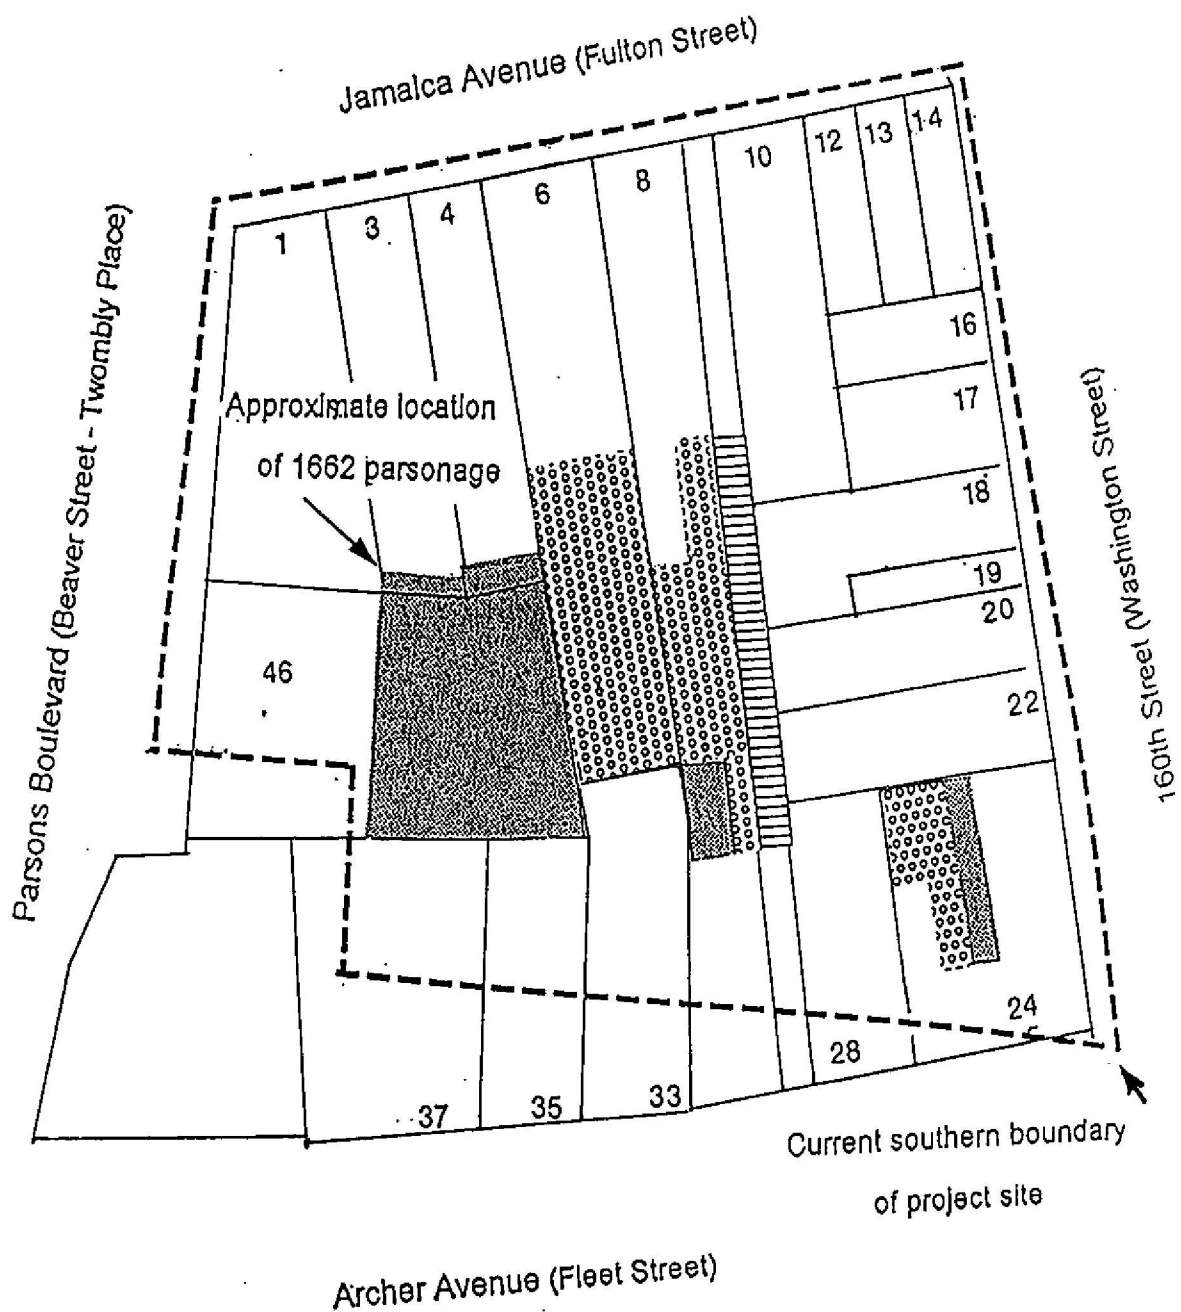 Jamaica Avenue (Fulton Street)
1
3
4
6
8
10
12
13
14
16
17
18
19
20
22
24
28
33
35
37
46
Approximate location
of 1662 parsonage
Parsons Boulevard (Beaver Street - Twombly Place)
160th Street (Washington Street)
Current southern boundary
of project site
Archer Avenue (Fleet Street)